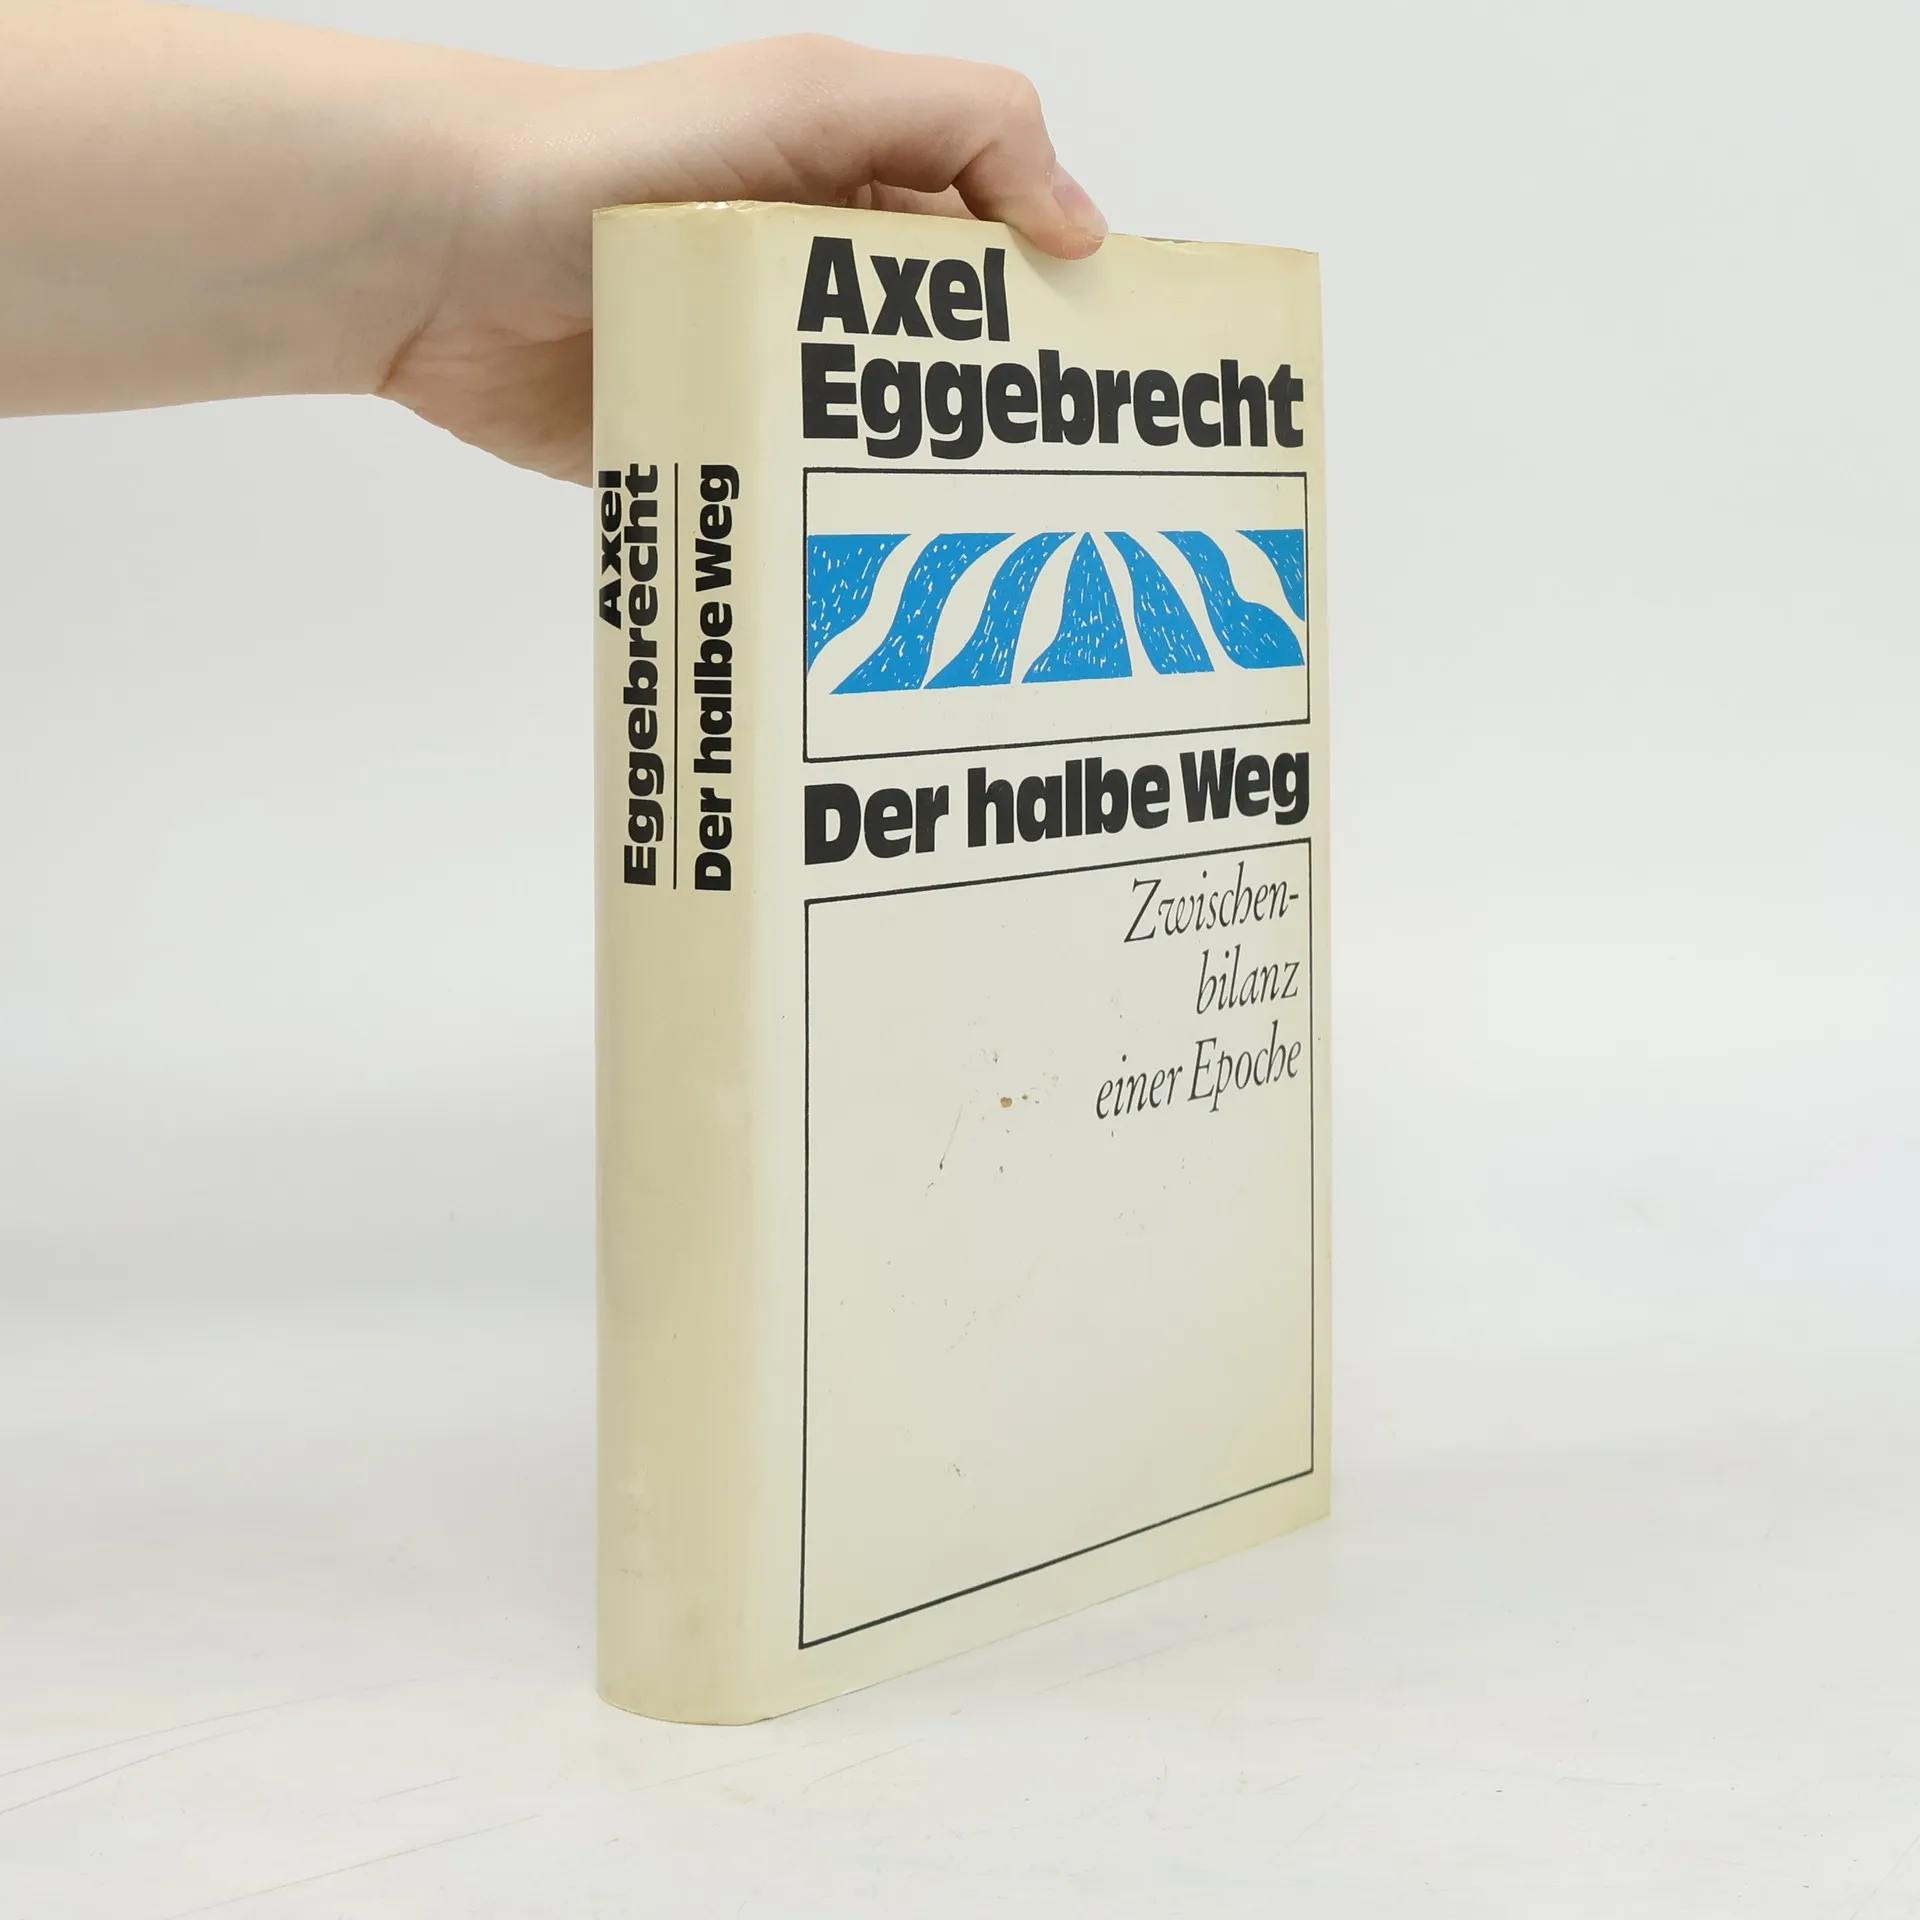 Axel
Eggebrecht
Der halbe Weg
Axel
Eggebrecht
Der halbe Weg
Zwischen-
bilanz
einer Epoche